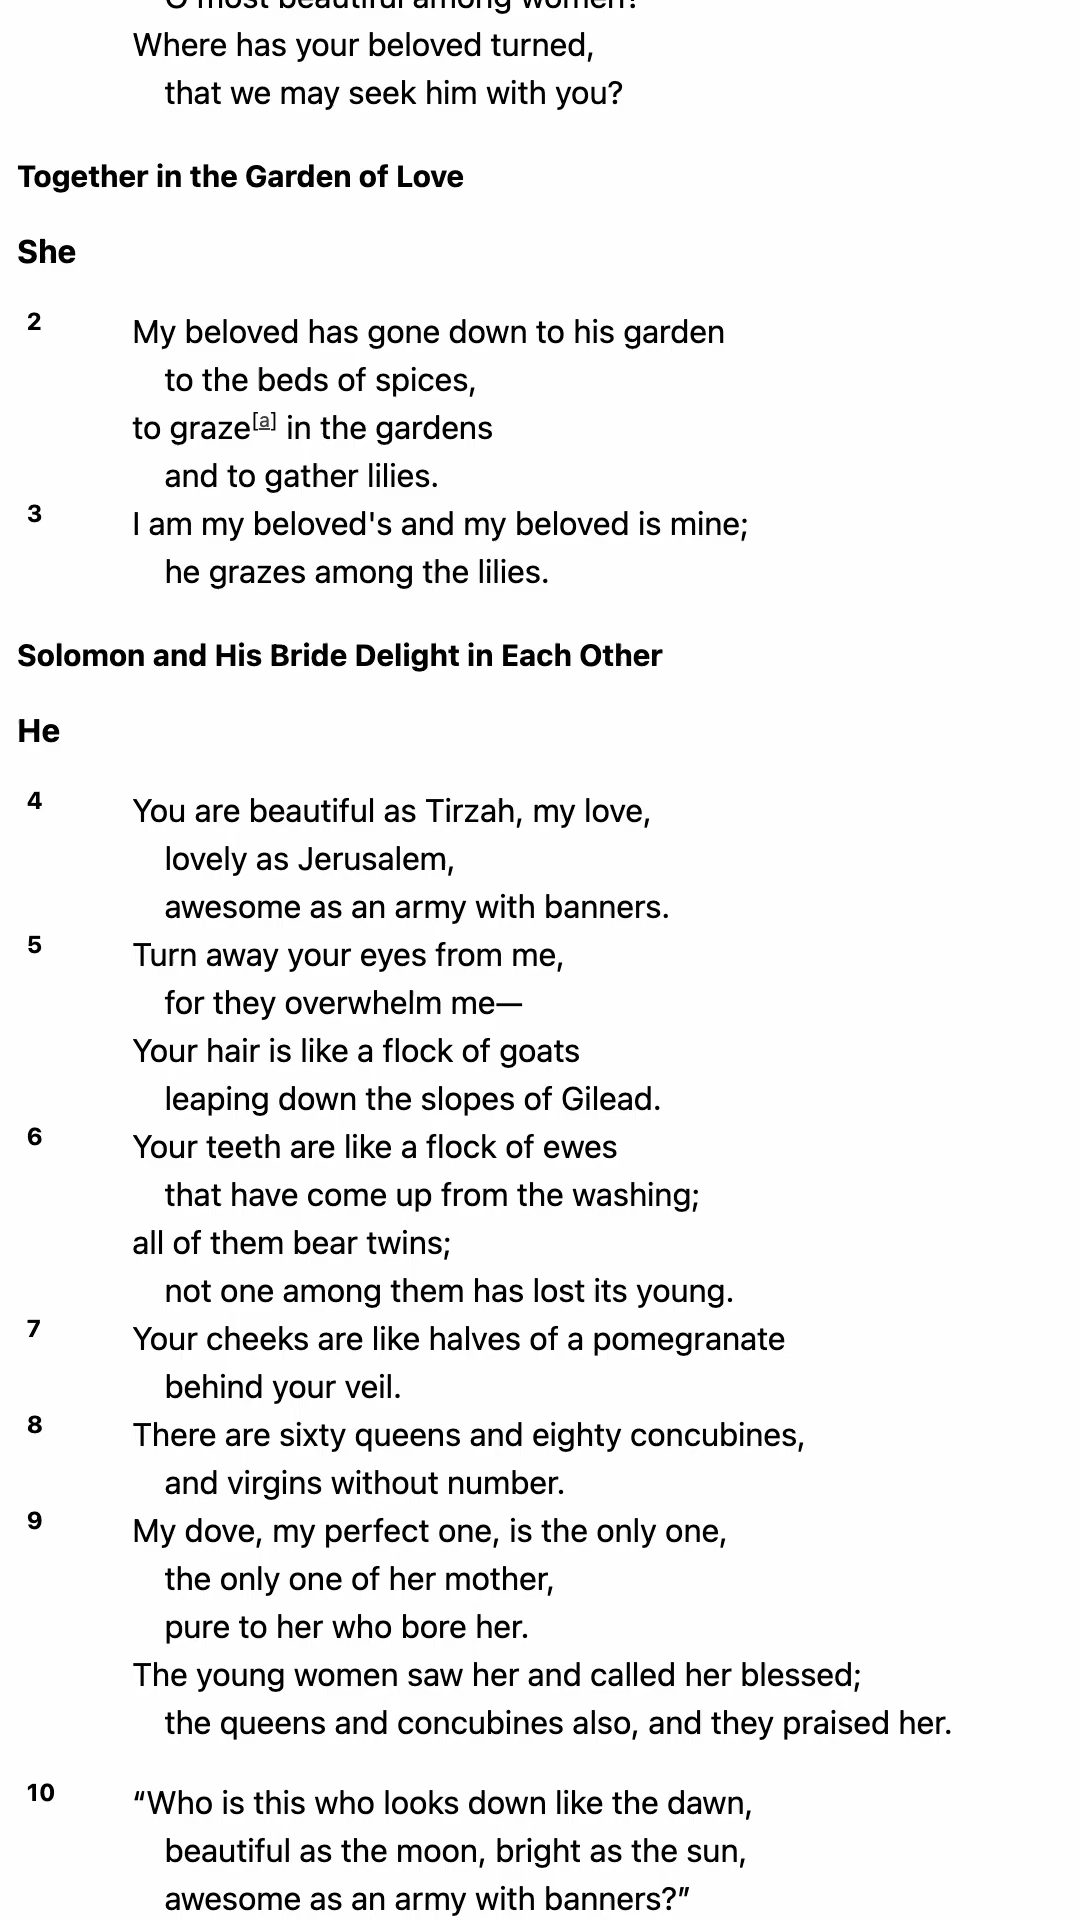 O most beautiful among women?
Where has your beloved turned,
that we may seek him with you?
Together in the Garden of Love
She
2 My beloved has gone down to his garden
to the beds of spices,
to graze[a] in the gardens
and to gather lilies.
3 I am my beloved's and my beloved is mine;
he grazes among the lilies.
Solomon and His Bride Delight in Each Other
He
4 You are beautiful as Tirzah, my love,
lovely as Jerusalem,
awesome as an army with banners.
5 Turn away your eyes from me,
for they overwhelm me—
Your hair is like a flock of goats
leaping down the slopes of Gilead.
6 Your teeth are like a flock of ewes
that have come up from the washing;
all of them bear twins;
not one among them has lost its young.
7 Your cheeks are like halves of a pomegranate
behind your veil.
8 There are sixty queens and eighty concubines,
and virgins without number.
9 My dove, my perfect one, is the only one,
the only one of her mother,
pure to her who bore her.
The young women saw her and called her blessed;
the queens and concubines also, and they praised her.
10 “Who is this who looks down like the dawn,
beautiful as the moon, bright as the sun,
awesome as an army with banners?”